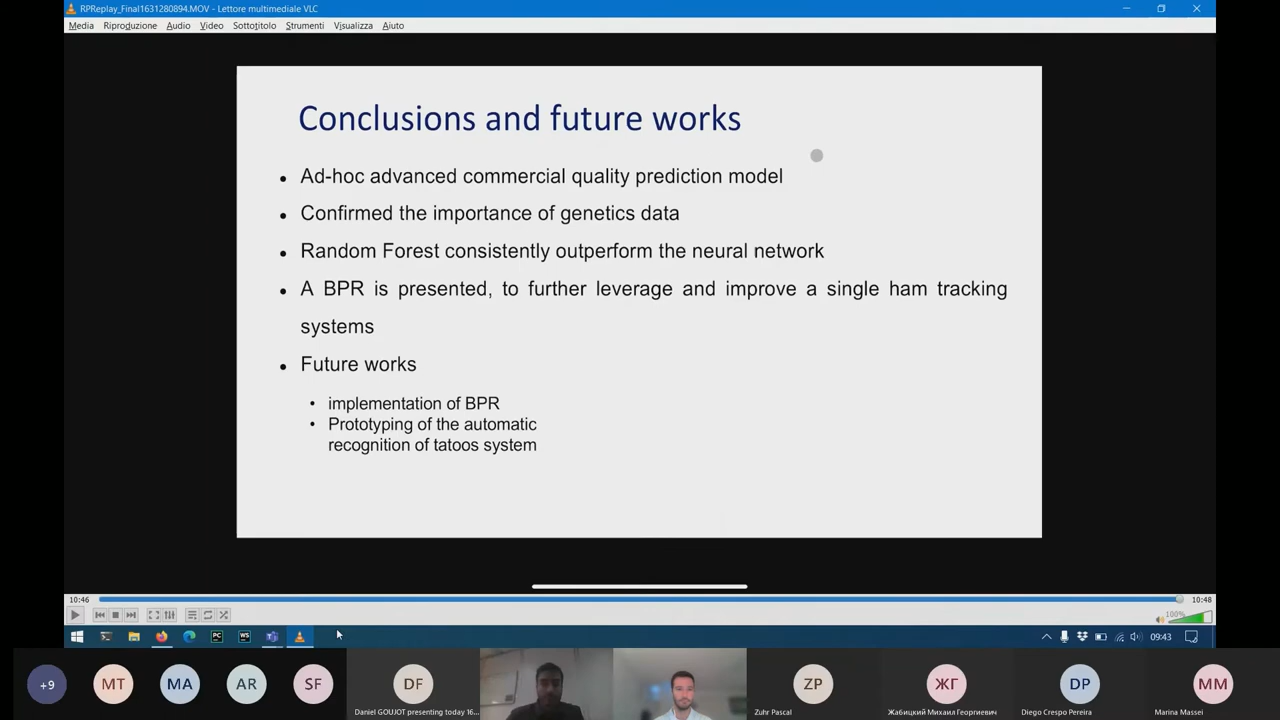 RPReplay_Final1631280894.MOV - Lettore multimediale VLC
Media Riproduzione Audio Video Sottotitolo Strumenti Visualizza Aiuto
Conclusions and future works
Ad-hoc advanced commercial quality prediction model
Confirmed the importance of genetics data
Random Forest consistently outperform the neural network
A BPR is presented, to further leverage and improve a single ham tracking
systems
Future works
implementation of BPR
Prototyping of the automatic
recognition of tatoos system
10:46
10:48
100%
PC WS
09:43
+9 MT MA AR SF DF ZP ЖГ DP MM
Daniel GOUJOT presenting today 16... Zuhr Pascal Жабицкий Михаил Георгиевич Diego Crespo Pereira Marina Massei